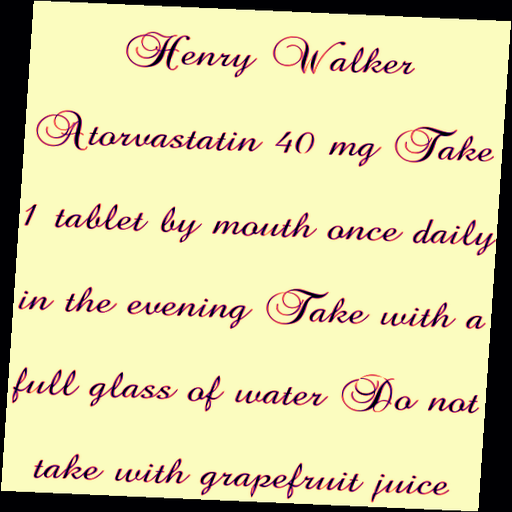 Henry Walker
Atorvastatin 40 mg Take
1 tablet by mouth once daily
in the evening Take with a
full glass of water Do not
take with grapefruit juice